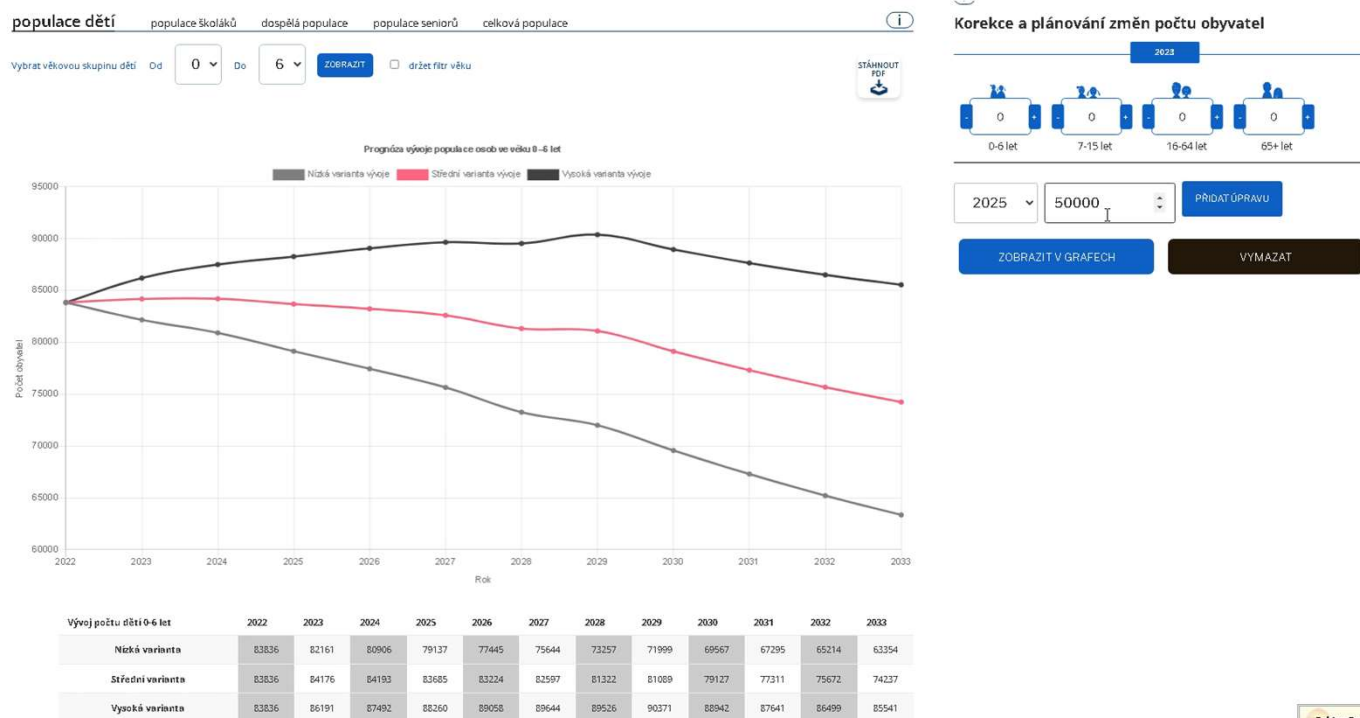 populace dětí populace školáků dospělá populace populace seniorů celková populace i
Vybrat věkovou skupinu dětí Od 0 Do 6 ZOBRAZIT držet filtr věku
STÁHNOUT
PDF
Prognóza vývoje populace osob ve věku 0–6 let
Nízká varianta vývoje Střední varianta vývoje Vysoká varianta vývoje
95000
90000
85000
80000
75000
70000
65000
60000
Počet obyvatel
2022 2023 2024 2025 2026 2027 2028 2029 2030 2031 2032 2033
Rok
Vývoj počtu dětí 0-6 let 2022 2023 2024 2025 2026 2027 2028 2029 2030 2031 2032 2033
Nízká varianta 83836 82161 80906 79137 77445 75644 73257 71999 69567 67295 65214 63354
Střední varianta 83836 84176 84193 83685 83224 82597 81322 81089 79127 77311 75672 74237
Vysoká varianta 83836 86191 87492 88260 89058 89644 89526 90371 88942 87641 86499 85541
Korekce a plánování změn počtu obyvatel
2023
- 0 + - 0 + - 0 + - 0 +
0-6 let 7-15 let 16-64 let 65+ let
2025 50000 PŘIDAT ÚPRAVU
ZOBRAZIT V GRAFECH VYMAZAT